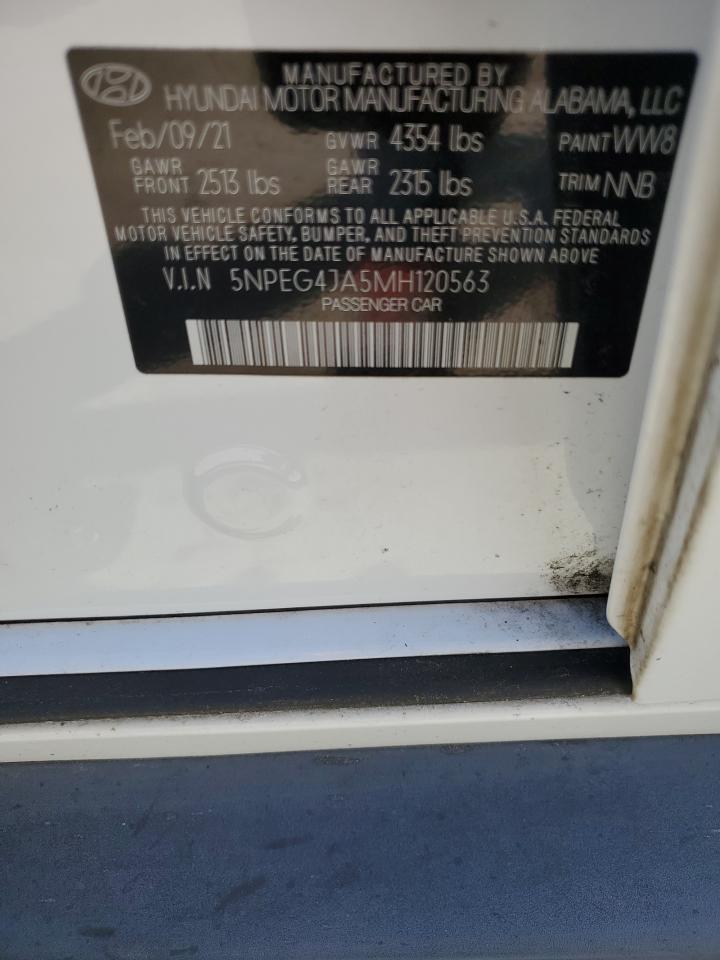 MANUFACTURED BY
HYUNDAI MOTOR MANUFACTURING ALABAMA, LLC
Feb/09/21 GVWR 4354 lbs PAINT WW8
GAWR FRONT 2513 lbs GAWR REAR 2315 lbs TRIM NNB
THIS VEHICLE CONFORMS TO ALL APPLICABLE U.S.A. FEDERAL
MOTOR VEHICLE SAFETY, BUMPER, AND THEFT PREVENTION STANDARDS
IN EFFECT ON THE DATE OF MANUFACTURE SHOWN ABOVE
V.I.N 5NPEG4JA5MH120563
PASSENGER CAR